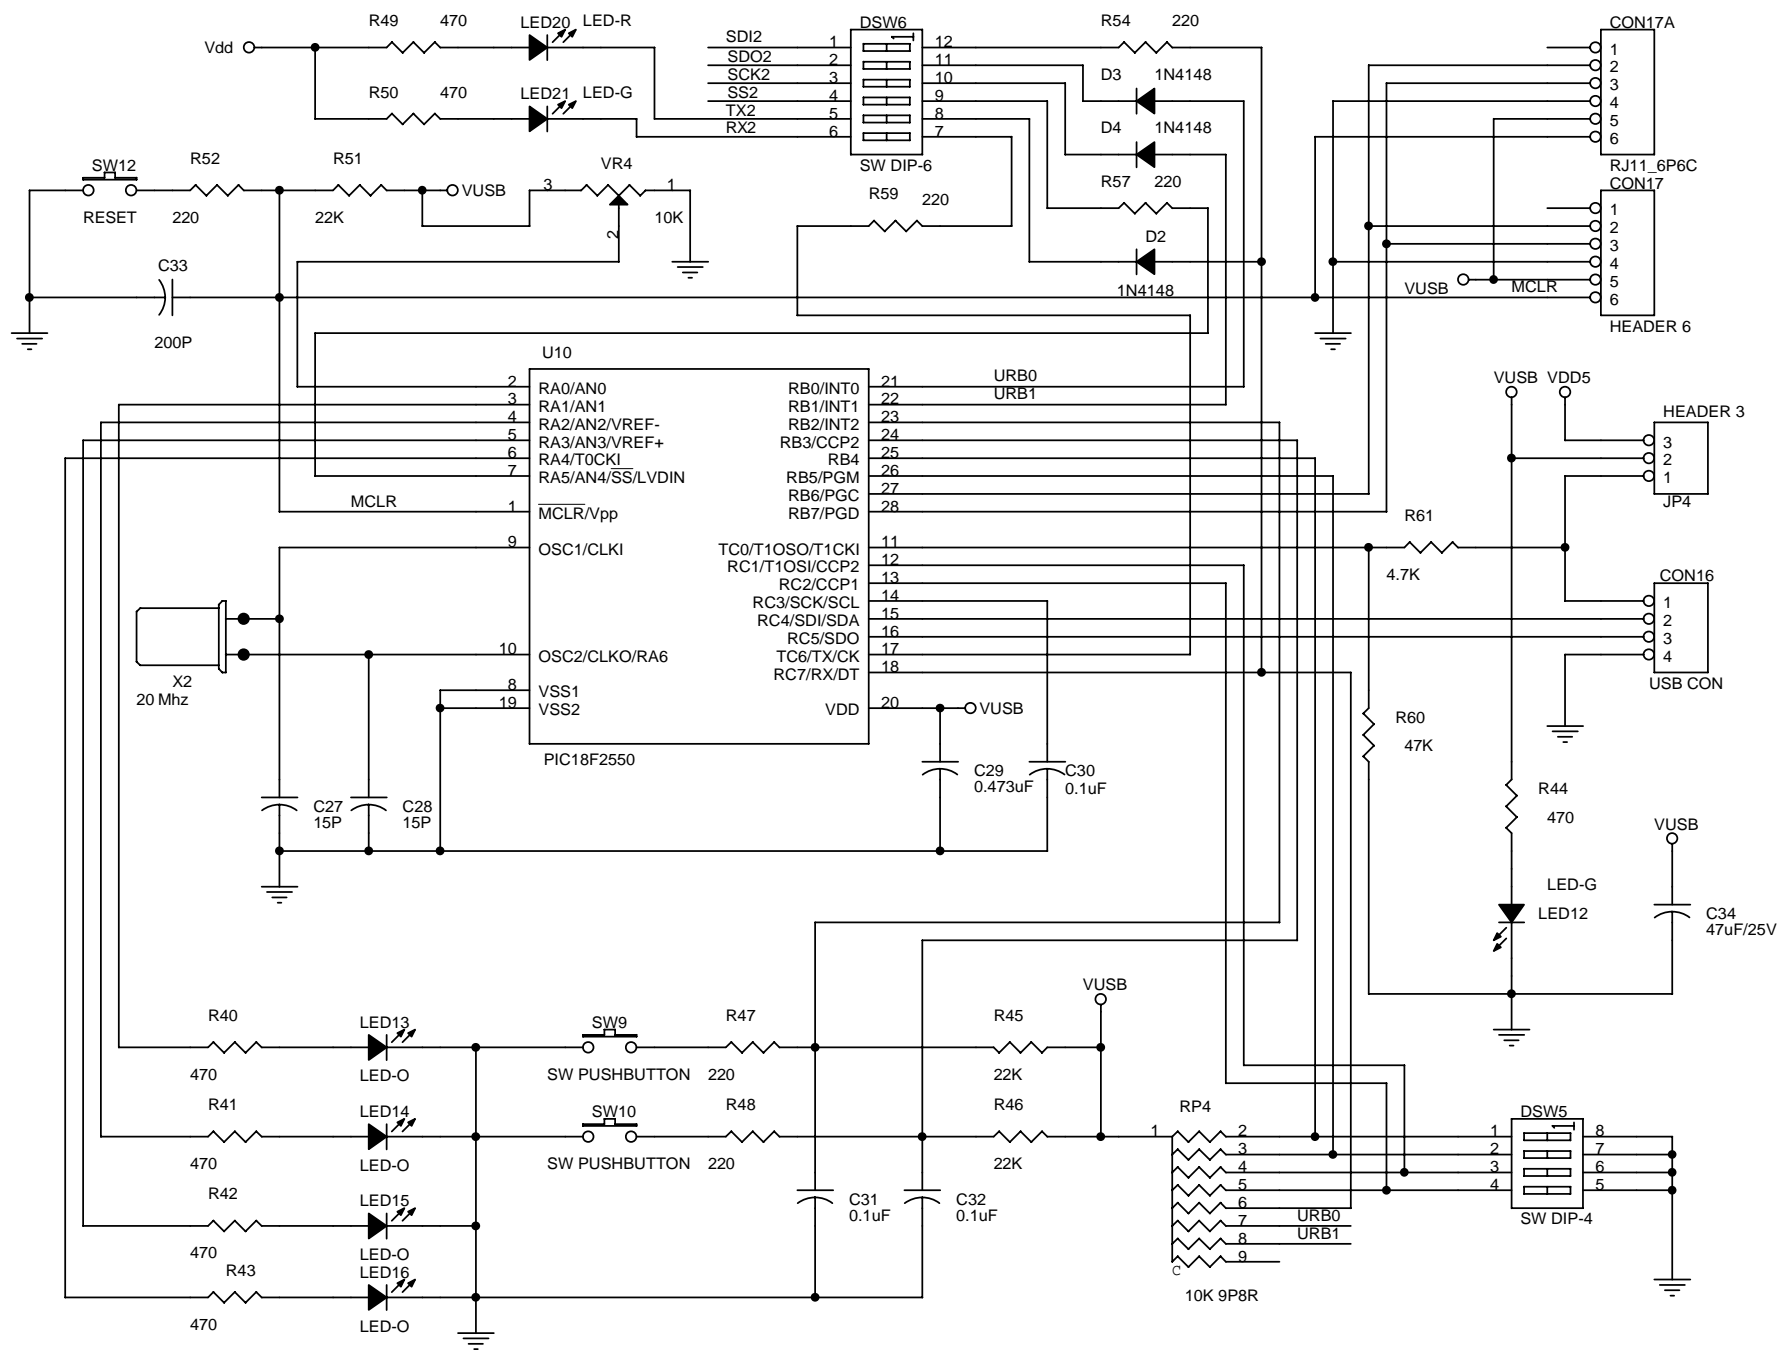 R49 470 LED20 LED-R
Vdd
R50 470 LED21 LED-G
SDI2 1
SDO2 2
SCK2 3
SS2 4
TX2 5
RX2 6
DSW6
12
11
10
9
8
7
SW DIP-6
R54 220
D3 1N4148
D4 1N4148
R57 220
R59 220
D2
1N4148
CON17A
1
2
3
4
5
6
RJ11_6P6C
CON17
1
2
3
4
5
6
HEADER 6
VUSB MCLR
SW12
RESET
R52
220
R51
22K
VUSB
VR4
3 1
2
10K
C33
200P
U10
2 RA0/AN0
3 RA1/AN1
4 RA2/AN2/VREF-
5 RA3/AN3/VREF+
6 RA4/T0CKI
7 RA5/AN4/SS/LVDIN
MCLR 1 MCLR/Vpp
9 OSC1/CLKI
10 OSC2/CLKO/RA6
8 VSS1
19 VSS2
RB0/INT0 21 URB0
RB1/INT1 22 URB1
RB2/INT2 23
RB3/CCP2 24
RB4 25
RB5/PGM 26
RB6/PGC 27
RB7/PGD 28
TC0/T1OSO/T1CKI 11
RC1/T1OSI/CCP2 12
RC2/CCP1 13
RC3/SCK/SCL 14
RC4/SDI/SDA 15
RC5/SDO 16
TC6/TX/CK 17
RC7/RX/DT 18
VDD 20 VUSB
PIC18F2550
X2
20 Mhz
C27
15P
C28
15P
C29
0.473uF
C30
0.1uF
VUSB VDD5
HEADER 3
3
2
1
JP4
R61
4.7K
CON16
1
2
3
4
USB CON
R60
47K
R44
470
LED-G
LED12
VUSB
C34
47uF/25V
R40
470
LED13
LED-O
R41
470
LED14
LED-O
R42
470
LED15
LED-O
R43
470
LED16
LED-O
SW9
SW PUSHBUTTON
R47
220
SW10
SW PUSHBUTTON
R48
220
R45
22K
R46
22K
VUSB
C31
0.1uF
C32
0.1uF
RP4
1 2
3
4
5
6
7 URB0
8 URB1
9
C
10K 9P8R
DSW5
1 8
2 7
3 6
4 5
SW DIP-4